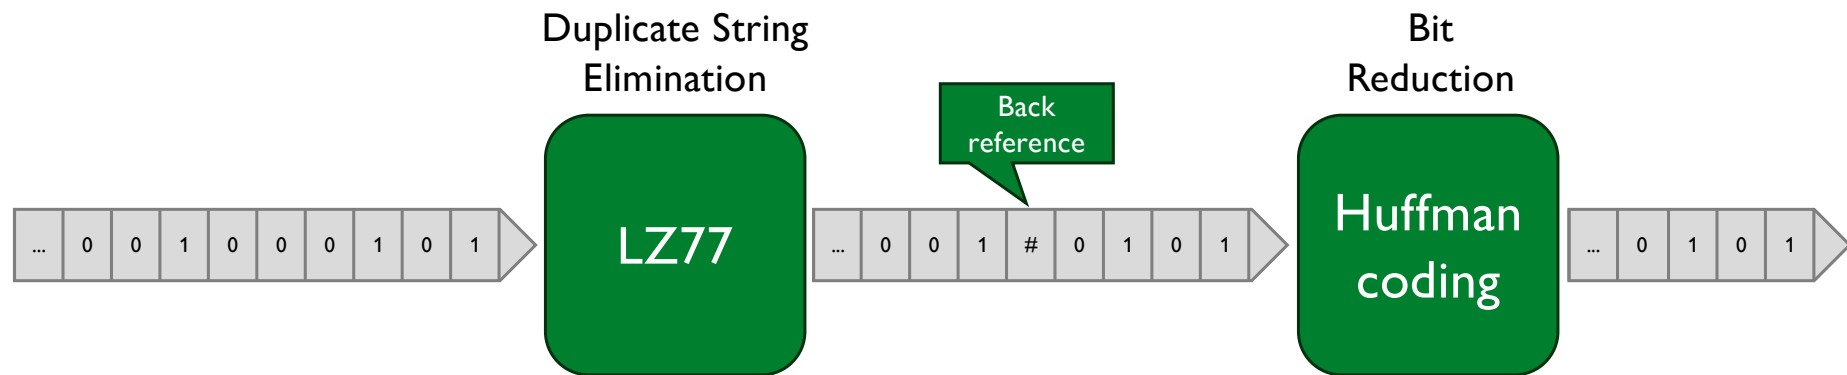 Duplicate String
Elimination
Bit
Reduction
Back
reference
... 0 0 1 0 0 0 1 0 1
LZ77
... 0 0 1 # 0 1 0 1
Huffman
coding
... 0 1 0 1